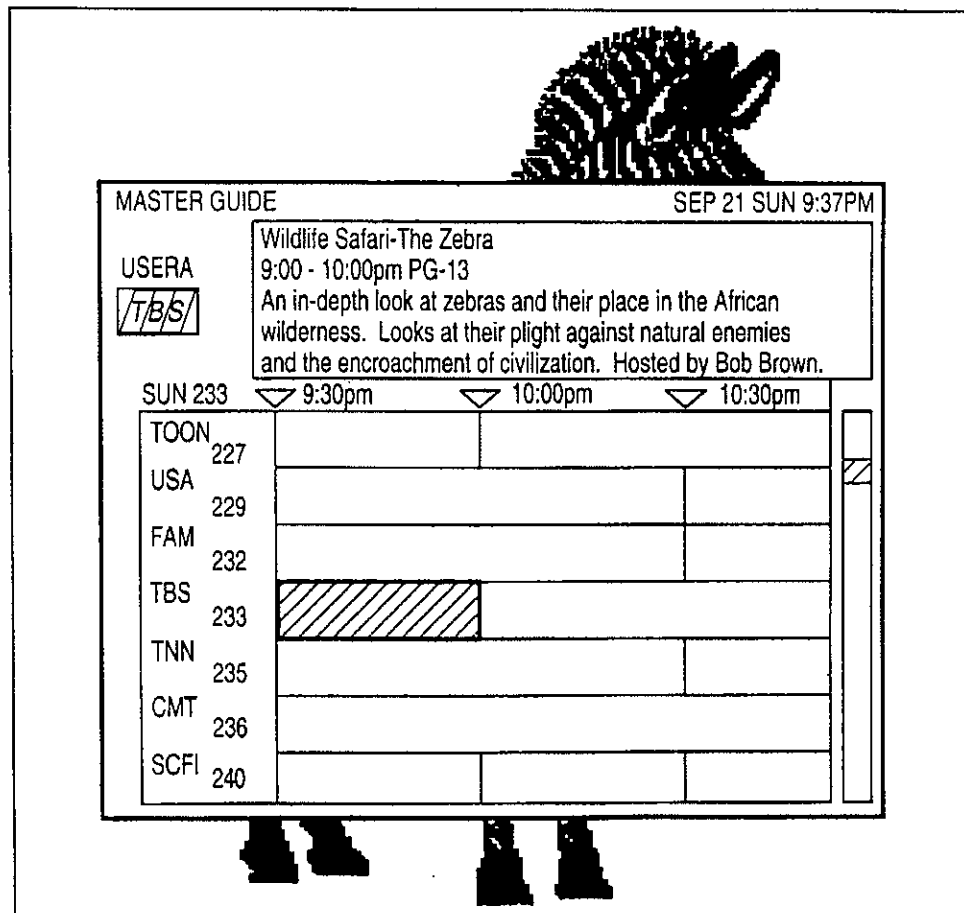 MASTER GUIDE SEP 21 SUN 9:37PM
USERA
TBS
Wildlife Safari-The Zebra
9:00 - 10:00pm PG-13
An in-depth look at zebras and their place in the African
wilderness. Looks at their plight against natural enemies
and the encroachment of civilization. Hosted by Bob Brown.
SUN 233 9:30pm 10:00pm 10:30pm
TOON 227
USA 229
FAM 232
TBS 233
TNN 235
CMT 236
SCFI 240